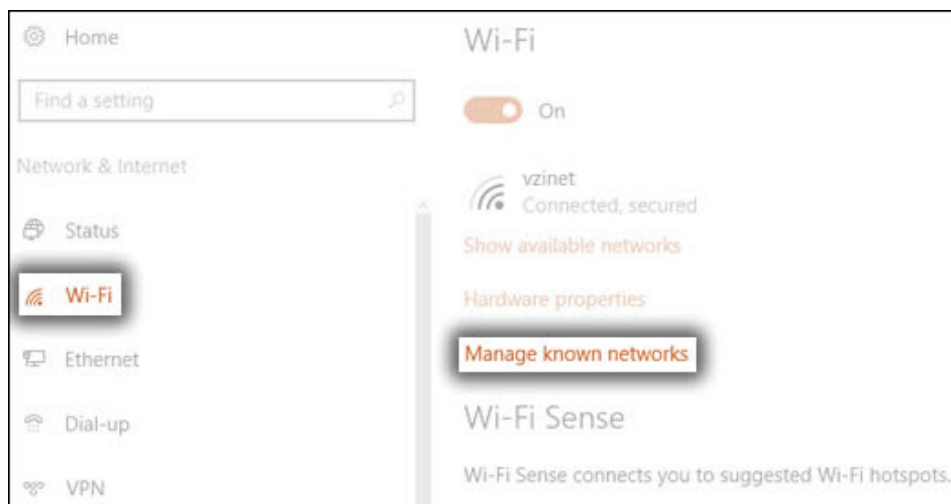 Home
Find a setting
Network & Internet
Status
Wi-Fi
Ethernet
Dial-up
VPN
Wi-Fi
On
vzinet
Connected, secured
Show available networks
Hardware properties
Manage known networks
Wi-Fi Sense
Wi-Fi Sense connects you to suggested Wi-Fi hotspots,